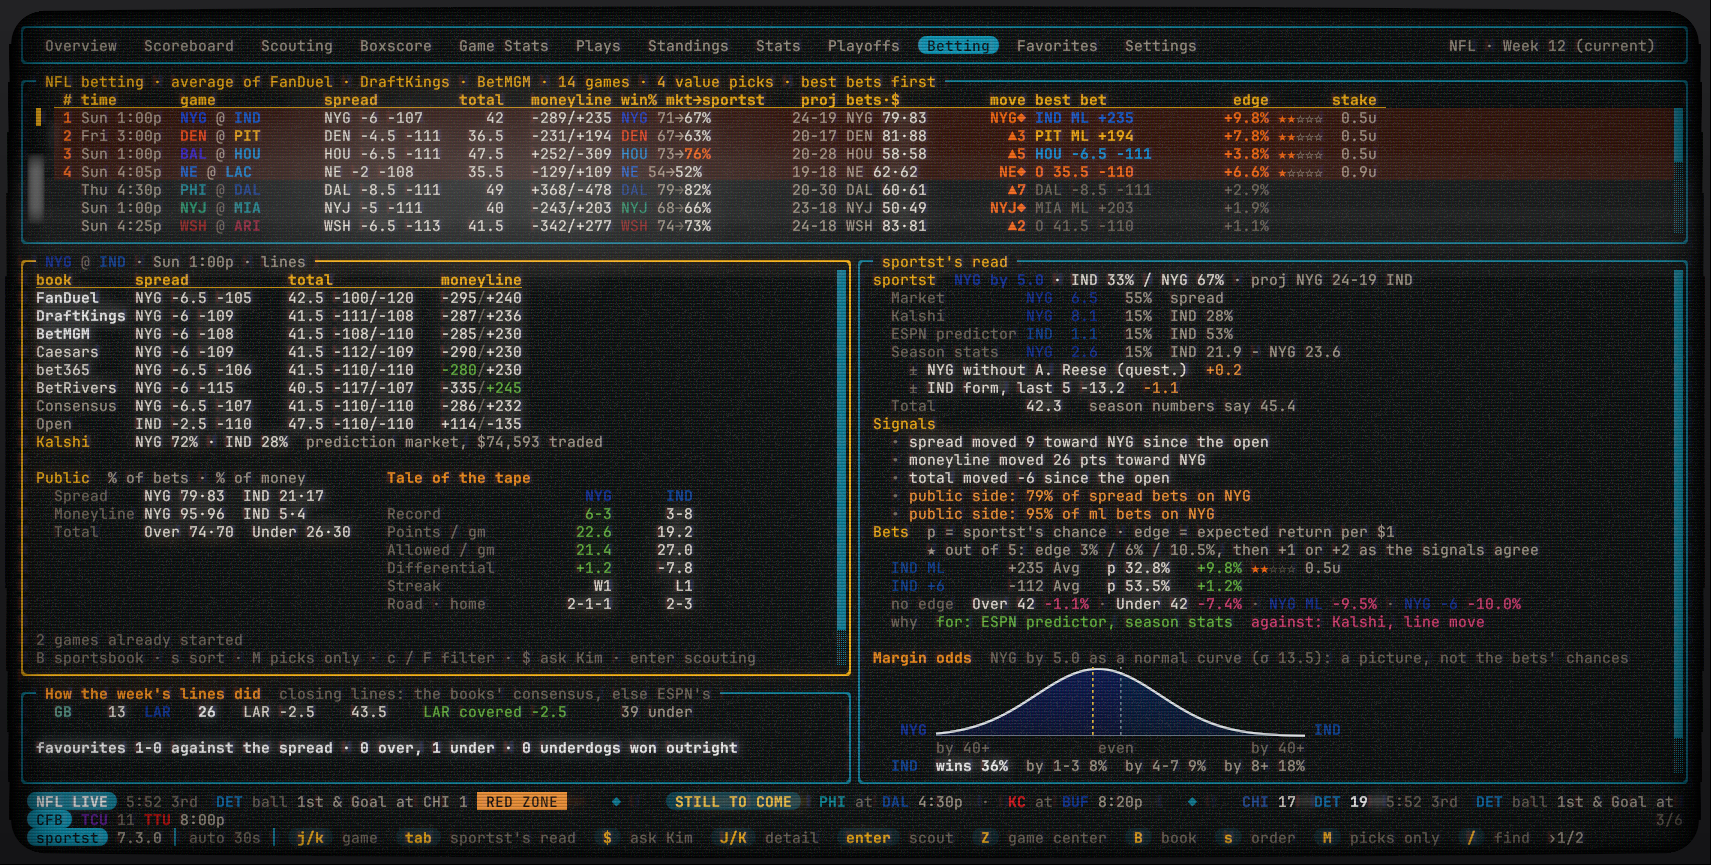 Overview Scoreboard Scouting Boxscore Game Stats Plays Standings Stats Playoffs Betting Favorites Settings NFL · Week 12 (current)
NFL betting · average of FanDuel · DraftKings · BetMGM · 14 games · 4 value picks · best bets first
# time game spread total moneyline win% mkt→sportst proj bets·$ move best bet edge stake
1 Sun 1:00p NYG @ IND NYG -6 -107 42 -289/+235 NYG 71→67% 24-19 NYG 79·83 NYG◆ IND ML +235 +9.8% ★★☆☆☆ 0.5u
2 Fri 3:00p DEN @ PIT DEN -4.5 -111 36.5 -231/+194 DEN 67→63% 20-17 DEN 81·88 ▲3 PIT ML +194 +7.8% ★★☆☆☆ 0.5u
3 Sun 1:00p BAL @ HOU HOU -6.5 -111 47.5 +252/-309 HOU 73→76% 20-28 HOU 58·58 ▲5 HOU -6.5 -111 +3.8% ★☆☆☆☆ 0.5u
4 Sun 4:05p NE @ LAC NE -2 -108 35.5 -129/+109 NE 54→52% 19-18 NE 62·62 NE◆ O 35.5 -110 +6.6% ★☆☆☆☆ 0.9u
Thu 4:30p PHI @ DAL DAL -8.5 -111 49 +368/-478 DAL 79→82% 20-30 DAL 60·61 ▲7 DAL -8.5 -111 +2.9%
Sun 1:00p NYJ @ MIA NYJ -5 -111 40 -243/+203 NYJ 68→66% 23-18 NYJ 50·49 NYJ◆ MIA ML +203 +1.9%
Sun 4:25p WSH @ ARI WSH -6.5 -113 41.5 -342/+277 WSH 74→73% 24-18 WSH 83·81 ▲2 O 41.5 -110 +1.1%
NYG @ IND · Sun 1:00p · lines
book spread total moneyline
FanDuel NYG -6.5 -105 42.5 -100/-120 -295/+240
DraftKings NYG -6 -109 41.5 -111/-108 -287/+236
BetMGM NYG -6 -108 41.5 -108/-110 -285/+230
Caesars NYG -6 -109 41.5 -112/-109 -290/+230
bet365 NYG -6.5 -106 41.5 -110/-110 -280/+230
BetRivers NYG -6 -115 40.5 -117/-107 -335/+245
Consensus NYG -6.5 -107 41.5 -110/-110 -286/+232
Open IND -2.5 -110 47.5 -110/-110 +114/-135
Kalshi NYG 72% · IND 28% prediction market, $74,593 traded
Public % of bets · % of money
Spread NYG 79·83 IND 21·17
Moneyline NYG 95·96 IND 5·4
Total Over 74·70 Under 26·30
Tale of the tape
NYG IND
Record 6-3 3-8
Points / gm 22.6 19.2
Allowed / gm 21.4 27.0
Differential +1.2 -7.8
Streak W1 L1
Road · home 2-1-1 2-3
2 games already started
B sportsbook · s sort · M picks only · c / F filter · $ ask Kim · enter scouting
How the week's lines did closing lines: the books' consensus, else ESPN's
GB 13 LAR 26 LAR -2.5 43.5 LAR covered -2.5 39 under
favourites 1-0 against the spread · 0 over, 1 under · 0 underdogs won outright
sportst's read
sportst NYG by 5.0 · IND 33% / NYG 67% · proj NYG 24-19 IND
Market NYG 6.5 55% spread
Kalshi NYG 8.1 15% IND 28%
ESPN predictor IND 1.1 15% IND 53%
Season stats NYG 2.6 15% IND 21.9 - NYG 23.6
± NYG without A. Reese (quest.) +0.2
± IND form, last 5 -13.2 -1.1
Total 42.3 season numbers say 45.4
Signals
· spread moved 9 toward NYG since the open
· moneyline moved 26 pts toward NYG
· total moved -6 since the open
· public side: 79% of spread bets on NYG
· public side: 95% of ml bets on NYG
Bets p = sportst's chance · edge = expected return per $1
★ out of 5: edge 3% / 6% / 10.5%, then +1 or +2 as the signals agree
IND ML +235 Avg p 32.8% +9.8% ★★☆☆☆ 0.5u
IND +6 -112 Avg p 53.5% +1.2%
no edge Over 42 -1.1% · Under 42 -7.4% · NYG ML -9.5% · NYG -6 -10.0%
why for: ESPN predictor, season stats against: Kalshi, line move
Margin odds NYG by 5.0 as a normal curve (σ 13.5): a picture, not the bets' chances
NYG IND
by 40+ even by 40+
IND wins 36% by 1-3 8% by 4-7 9% by 8+ 18%
NFL LIVE 5:52 3rd DET ball 1st & Goal at CHI 1 RED ZONE ◆ STILL TO COME PHI at DAL 4:30p · KC at BUF 8:20p ◆ CHI 17 DET 19 5:52 3rd DET ball 1st & Goal at
CFB TCU 11 TTU 8:00p 3/6
sportst 7.3.0 | auto 30s | j/k game tab sportst's read $ ask Kim J/K detail enter scout Z game center B book s order M picks only / find ›1/2